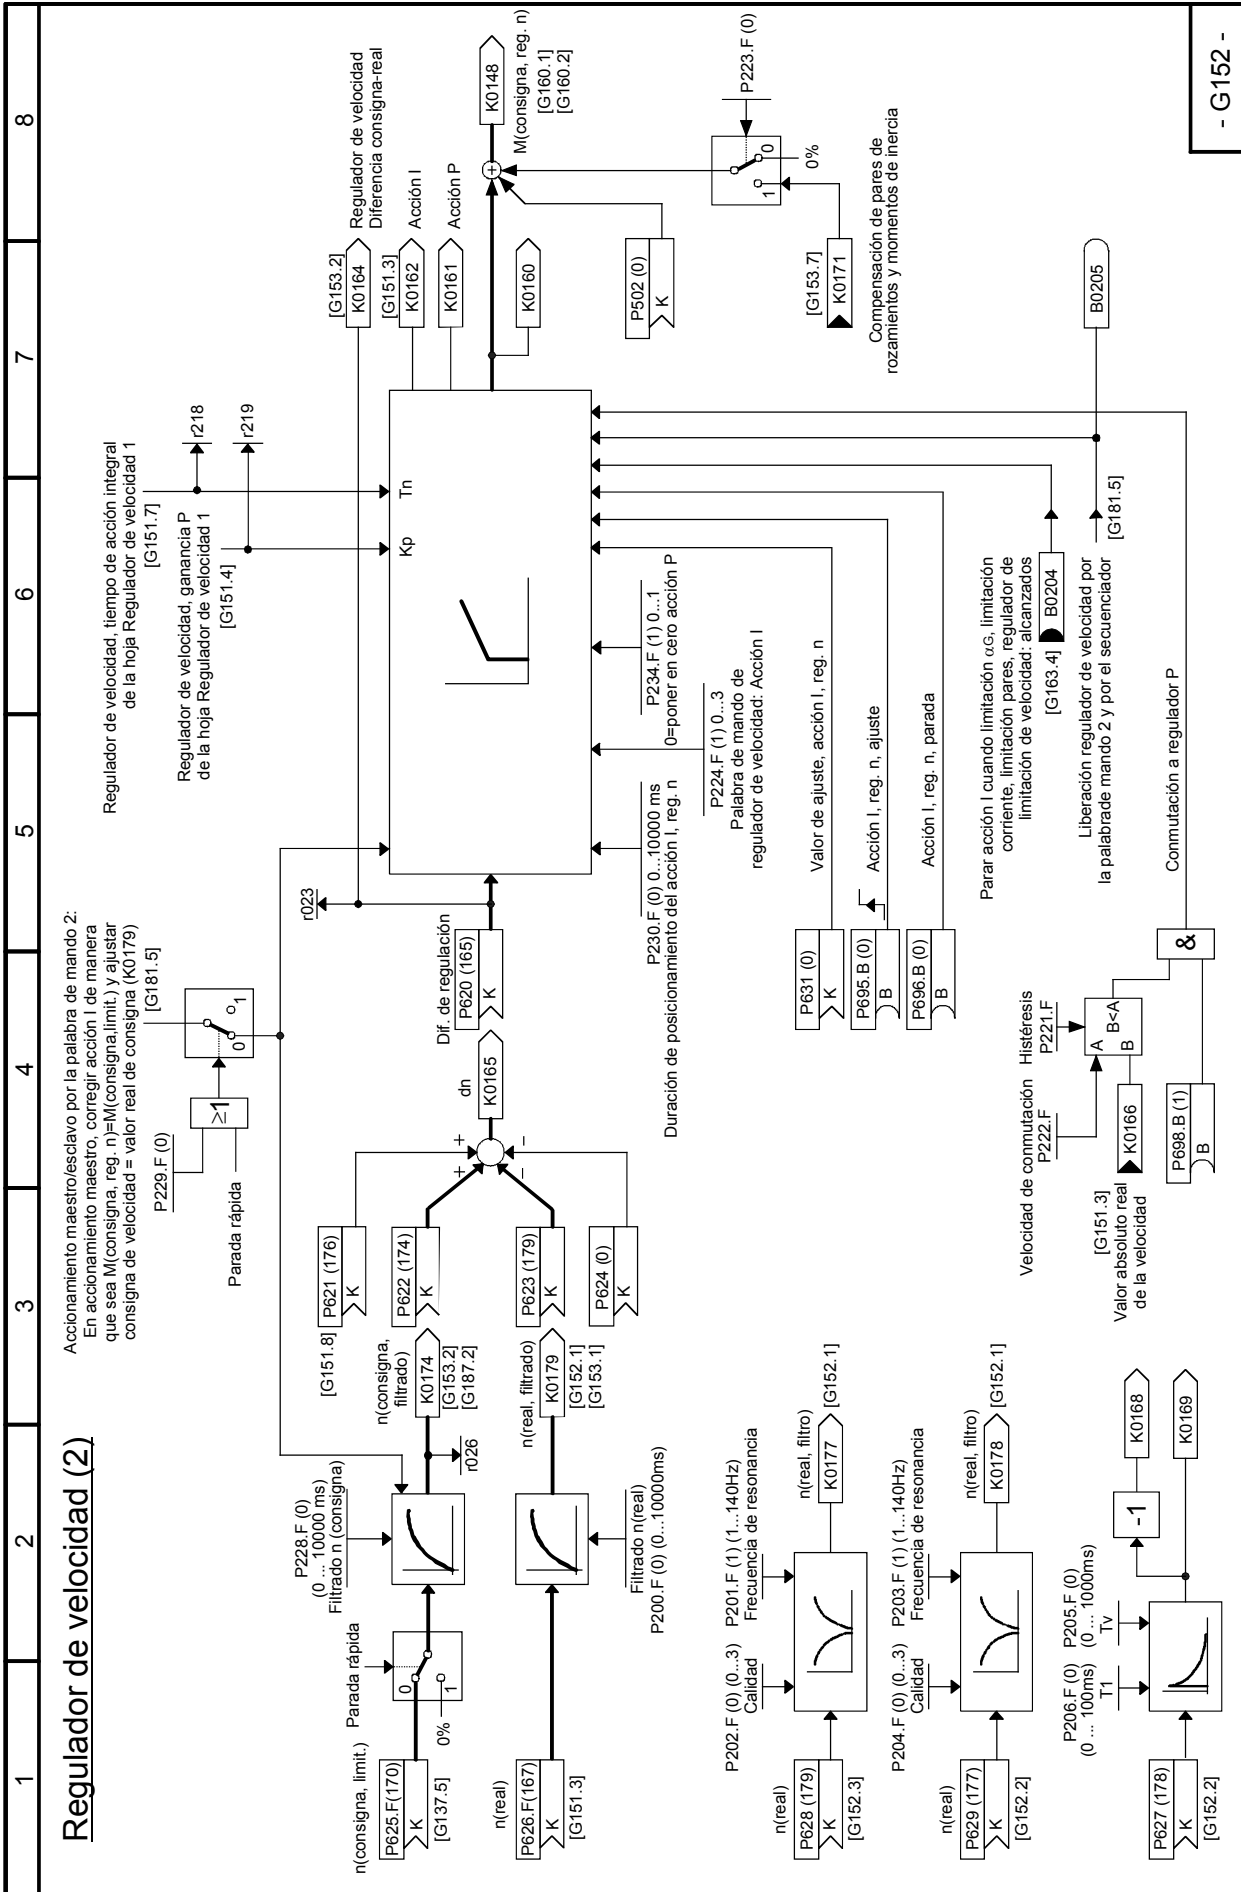 1
2
3
4
5
6
7
8
Regulador de velocidad (2)
Accionamiento maestro/esclavo por la palabra de mando 2:
En accionamiento maestro, corregir acción I de manera
que sea M(consigna, reg. n)=M(consigna,limit.) y ajustar
consigna de velocidad = valor real de consigna (K0179)
[G181.5]
P229.F (0)
Parada rápida
≥1
0
1
Regulador de velocidad, tiempo de acción integral
de la hoja Regulador de velocidad 1
[G151.7]
r218
Regulador de velocidad, ganancia P
de la hoja Regulador de velocidad 1
[G151.4]
r219
Kp
Tn
[G153.2]
K0164
Regulador de velocidad
Diferencia consigna-real
[G151.3]
K0162
Acción I
K0161
Acción P
K0160
K0148
M(consigna, reg. n)
[G160.1]
[G160.2]
+
n(consigna, limit.)
P625.F(170)
K
[G137.5]
Parada rápida
0
1
0%
P228.F (0)
(0 ... 10000 ms)
Filtrado n (consigna)
r026
n(consigna,
filtrado)
K0174
[G153.2]
[G187.2]
n(real)
P626.F(167)
K
[G151.3]
Filtrado n(real)
P200.F (0) (0...10000ms)
n(real, filtrado)
K0179
[G152.1]
[G153.1]
[G151.8]
P621 (176)
K
P622 (174)
K
P623 (179)
K
P624 (0)
K
+
+
–
–
dn
K0165
Dif. de regulación
P620 (165)
K
r023
P230.F (0) 0...10000 ms
Duración de posicionamiento del acción I, reg. n
P224.F (1) 0...3
Palabra de mando de
regulador de velocidad: Acción I
P234.F (1) 0...1
0=poner en cero acción P
P502 (0)
K
[G153.7]
K0171
Compensación de pares de
rozamientos y momentos de inercia
1
0
0%
P223.F (0)
P631 (0)
K
Valor de ajuste, acción I, reg. n
P695.B (0)
B
Acción I, reg. n, ajuste
P696.B (0)
B
Acción I, reg. n, parada
Parar acción I cuando limitación αG, limitación
corriente, limitación pares, regulador de
limitación de velocidad: alcanzados
[G163.4]
B0204
Liberación regulador de velocidad por
la palabrade mando 2 y por el secuenciador
[G181.5]
B0205
Conmutación a regulador P
&
Velocidad de conmutación
P222.F
Histéresis
P221.F
A
B<A
B
[G151.3]
K0166
Valor absoluto real
de la velocidad
P698.B (1)
B
n(real)
P628 (179)
K
[G152.3]
P202.F (0) (0...3)
Calidad
P201.F (1) (1...140Hz)
Frecuencia de resonancia
n(real, filtro)
K0177
[G152.1]
n(real)
P629 (177)
K
[G152.2]
P204.F (0) (0...3)
Calidad
P203.F (1) (1...140Hz)
Frecuencia de resonancia
n(real, filtro)
K0178
[G152.1]
P627 (178)
K
[G152.2]
P206.F (0)
(0 ... 100ms)
T1
P205.F (0)
(0 ... 1000ms)
Tv
-1
K0168
K0169
- G152 -